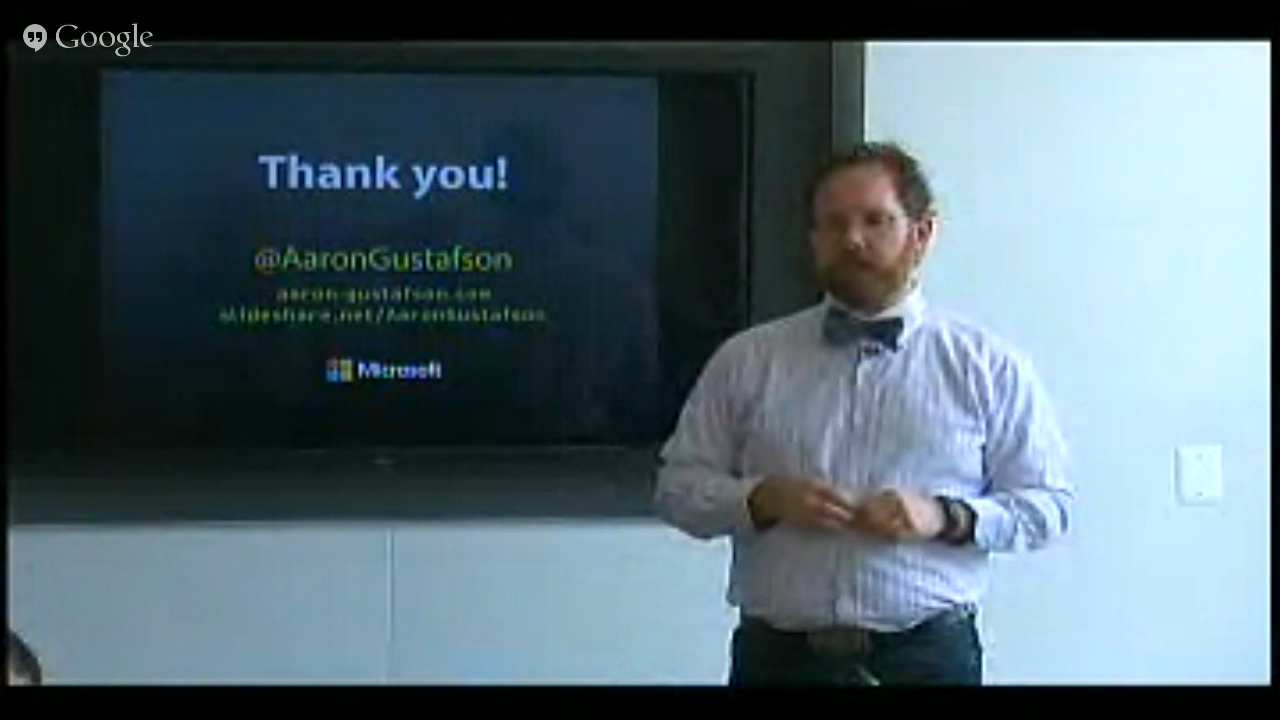 Google
Thank you!
@AaronGustafson
aaron-gustafson.com
slideshare.net/AaronGustafson
Microsoft